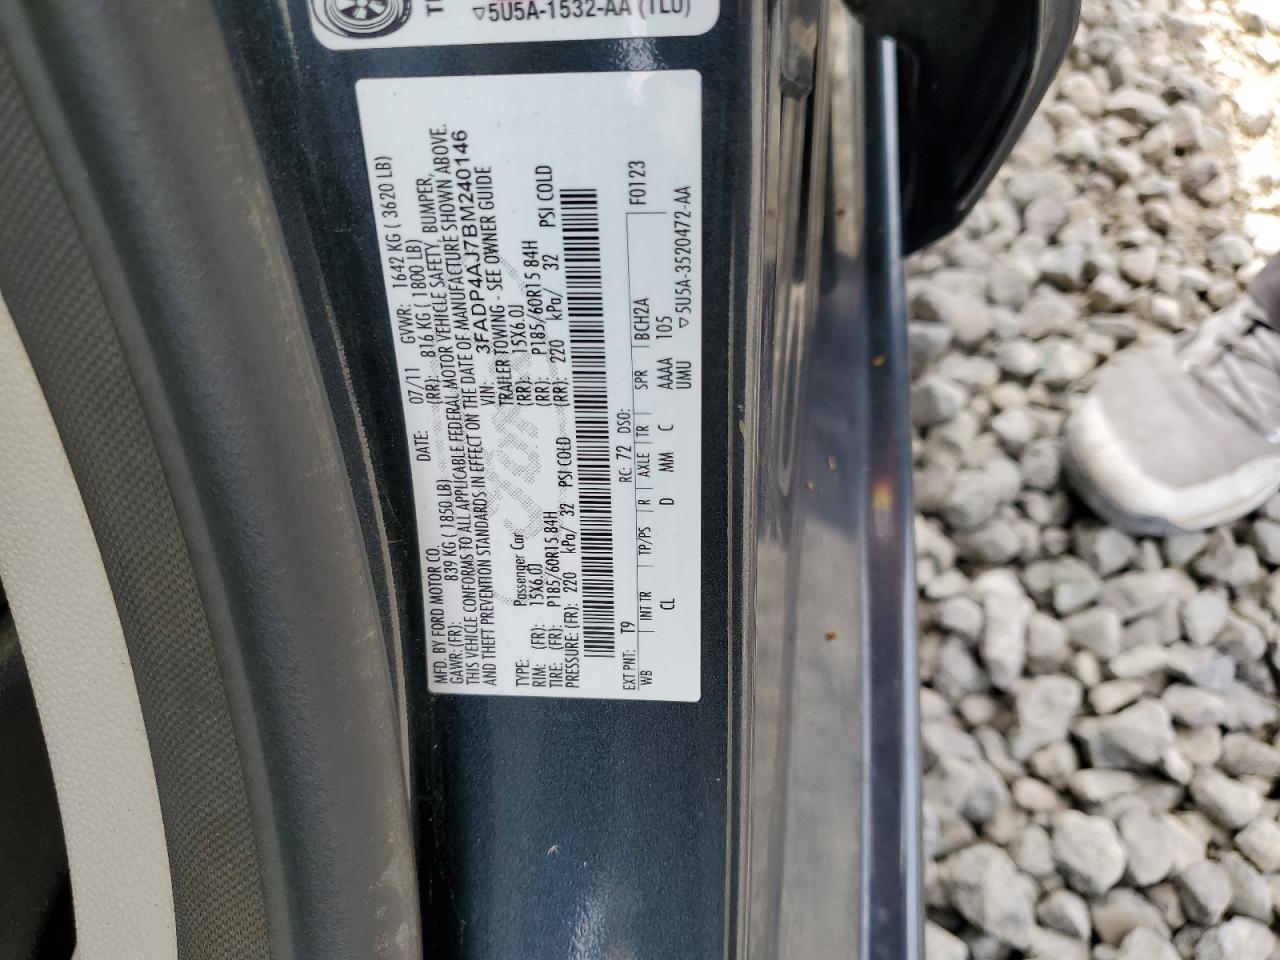 5U5A-1532-AA (TLU)
MFD. BY FORD MOTOR CO. DATE: 07/11 GVWR: 1642 KG ( 3620 LB)
GAWR: (FR): 839 KG ( 1850 LB) (RR): 816 KG ( 1800 LB)
THIS VEHICLE CONFORMS TO ALL APPLICABLE FEDERAL MOTOR VEHICLE SAFETY, BUMPER,
AND THEFT PREVENTION STANDARDS IN EFFECT ON THE DATE OF MANUFACTURE SHOWN ABOVE.
VIN: 3FADP4AJ7BM240146
TYPE: Passenger Car TRAILER TOWING - SEE OWNER GUIDE
RIM: (FR): 15X6.0J (RR): 15X6.0J
TIRE: (FR): P185/60R15 84H (RR): P185/60R15 84H
PRESSURE: (FR): 220 kPa/ 32 PSI COLD (RR): 220 kPa/ 32 PSI COLD
EXT PNT: T9 RC: 72 DSO: F0123
WB INT TR TP/PS R AXLE TR SPR BCH2A
CL D MM C AAAA 105
UMU 5U5A-3520472-AA